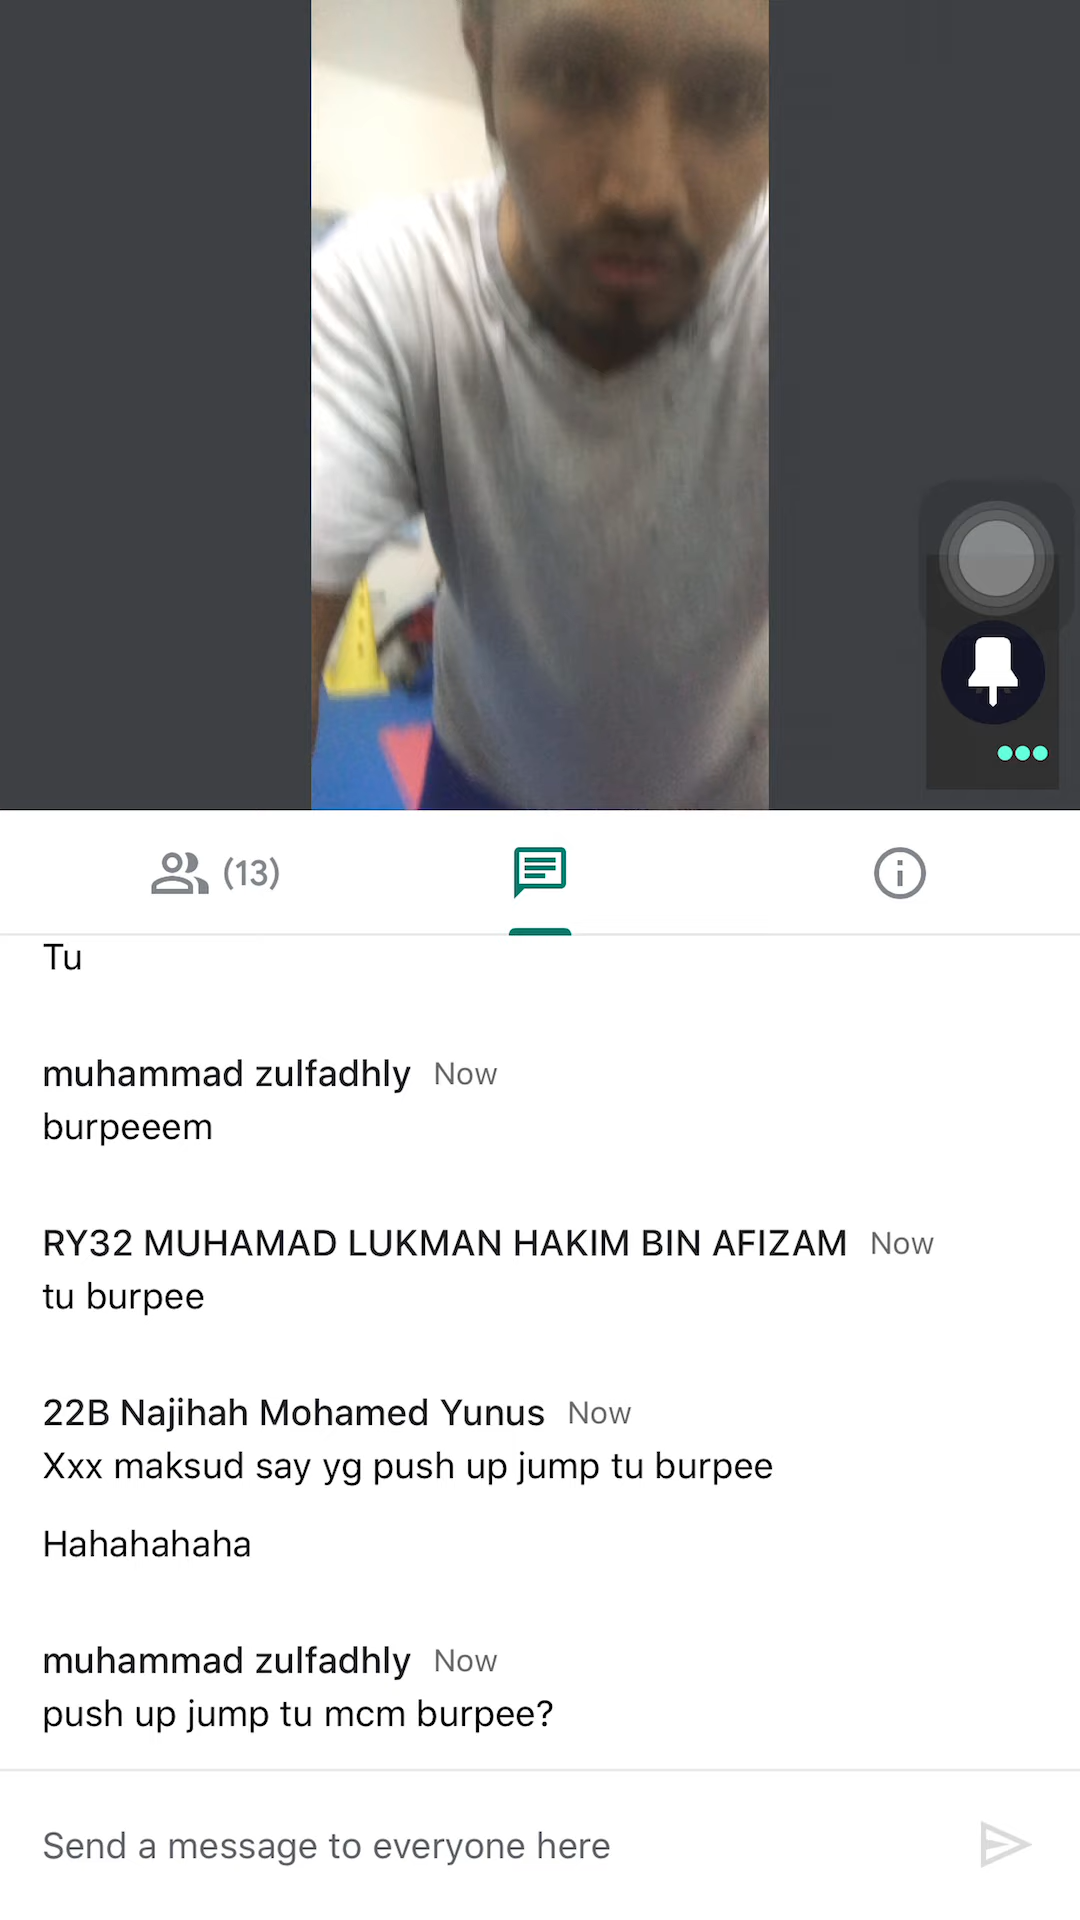 (13)
Tu
muhammad zulfadhly Now
burpeeem
RY32 MUHAMAD LUKMAN HAKIM BIN AFIZAM Now
tu burpee
22B Najihah Mohamed Yunus Now
Xxx maksud say yg push up jump tu burpee
Hahahahaha
muhammad zulfadhly Now
push up jump tu mcm burpee?
Send a message to everyone here